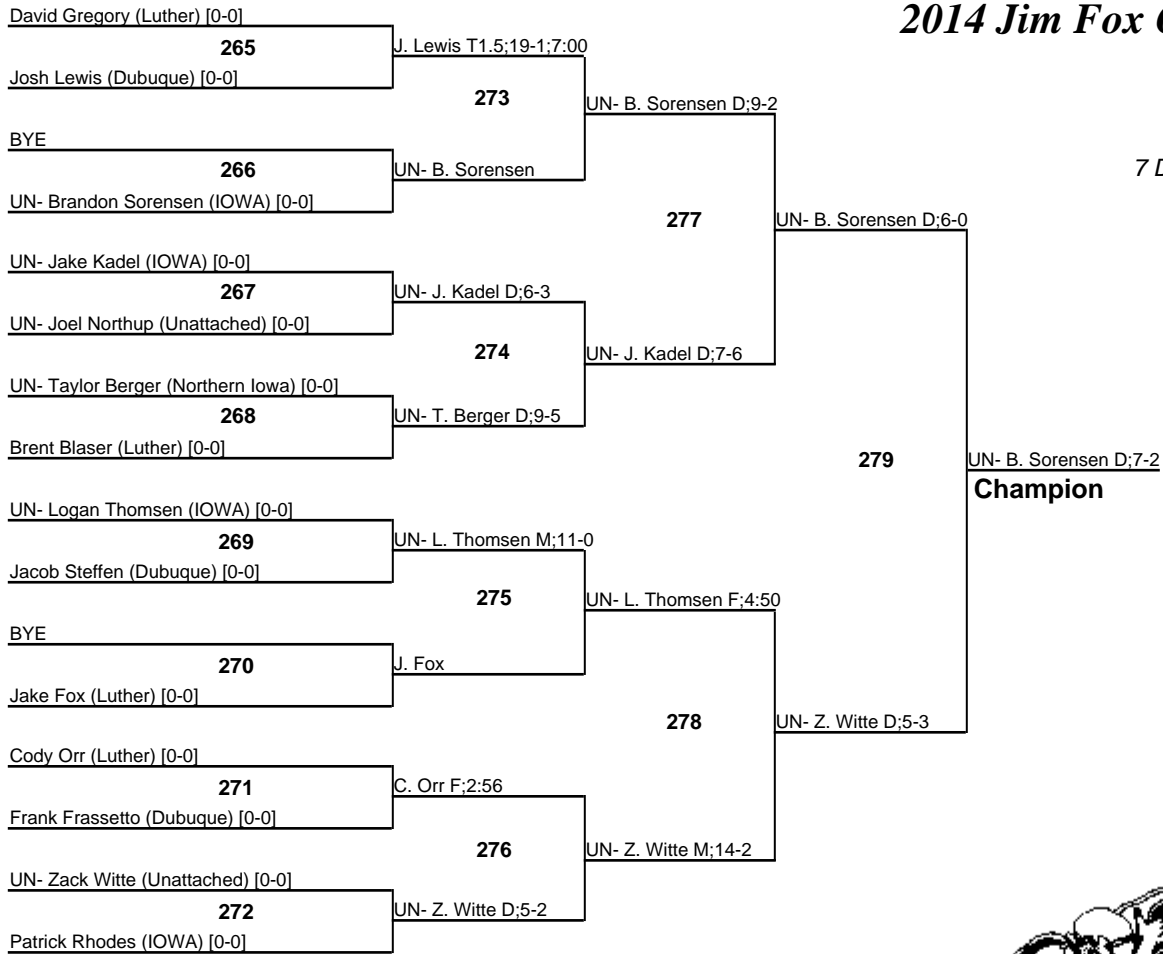 2014 Jim Fox
7
David Gregory (Luther) [0-0]
265
Josh Lewis (Dubuque) [0-0]
BYE
266
UN- Brandon Sorensen (IOWA) [0-0]
UN- Jake Kadel (IOWA) [0-0]
267
UN- Joel Northup (Unattached) [0-0]
UN- Taylor Berger (Northern Iowa) [0-0]
268
Brent Blaser (Luther) [0-0]
UN- Logan Thomsen (IOWA) [0-0]
269
Jacob Steffen (Dubuque) [0-0]
BYE
270
Jake Fox (Luther) [0-0]
Cody Orr (Luther) [0-0]
271
Frank Frassetto (Dubuque) [0-0]
UN- Zack Witte (Unattached) [0-0]
272
Patrick Rhodes (IOWA) [0-0]
J. Lewis T1.5;19-1;7:00
273
UN- B. Sorensen
UN- J. Kadel D;6-3
274
UN- T. Berger D;9-5
UN- L. Thomsen M;11-0
275
J. Fox
C. Orr F;2:56
276
UN- Z. Witte D;5-2
UN- B. Sorensen D;9-2
277
UN- J. Kadel D;7-6
UN- L. Thomsen F;4:50
278
UN- Z. Witte M;14-2
UN- B. Sorensen D;6-0
279
UN- Z. Witte D;5-3
UN- B. Sorensen D;7-2
Champion